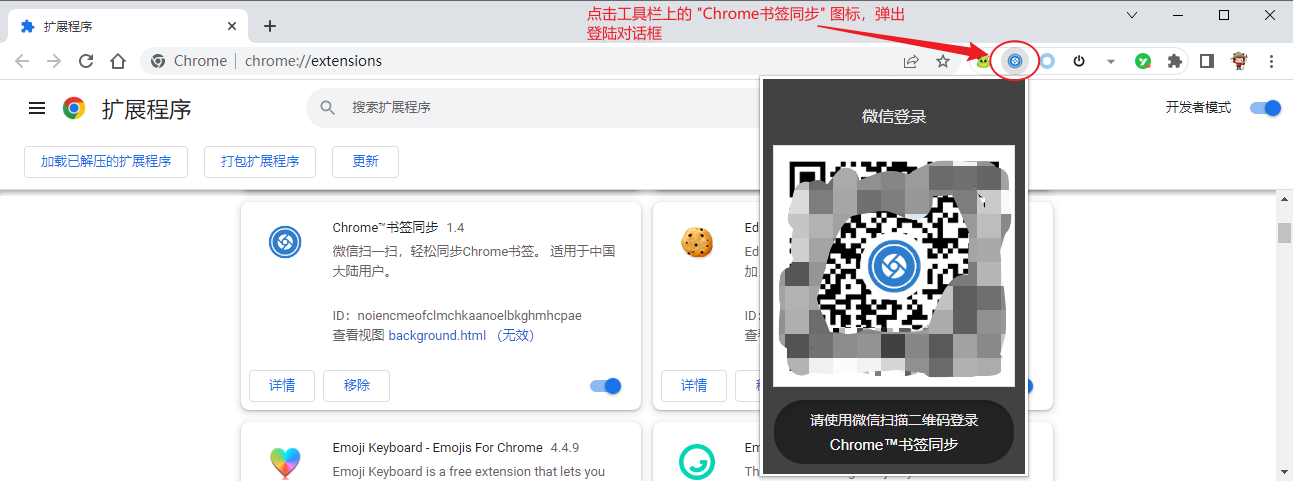 扩展程序
点击工具栏上的 "Chrome书签同步" 图标，弹出
登陆对话框
Chrome | chrome://extensions
扩展程序
搜索扩展程序
开发者模式
加载已解压的扩展程序
打包扩展程序
更新
微信登录
请使用微信扫描二维码登录
Chrome™书签同步
Chrome™书签同步 1.4
微信扫一扫，轻松同步Chrome书签。 适用于中国
大陆用户。
ID：noiencmeofclmchkaanoelbkghmhcpae
查看视图 background.html （无效）
详情
移除
Ed
Ed
加
ID:
详情
Emoji Keyboard - Emojis For Chrome 4.4.9
Emoji Keyboard is a free extension that lets you
Em
Th